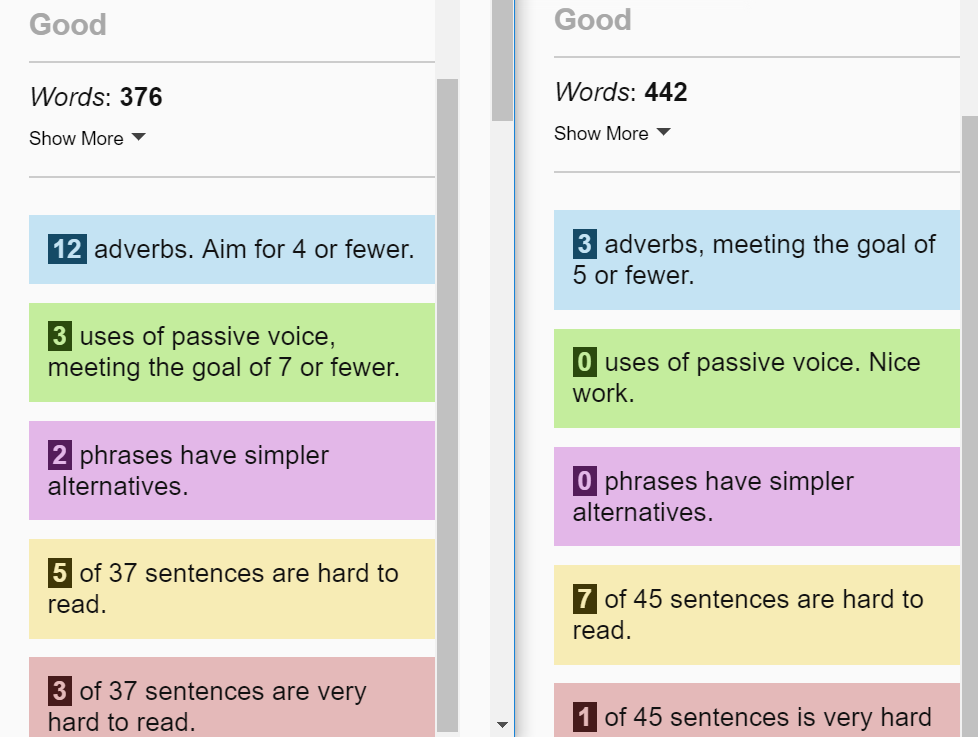 Good
Words: 376
Show More
12 adverbs. Aim for 4 or fewer.
3 uses of passive voice,
meeting the goal of 7 or fewer.
2 phrases have simpler
alternatives.
5 of 37 sentences are hard to
read.
3 of 37 sentences are very
hard to read.
Good
Words: 442
Show More
3 adverbs, meeting the goal of
5 or fewer.
0 uses of passive voice. Nice
work.
0 phrases have simpler
alternatives.
7 of 45 sentences are hard to
read.
1 of 45 sentences is very hard